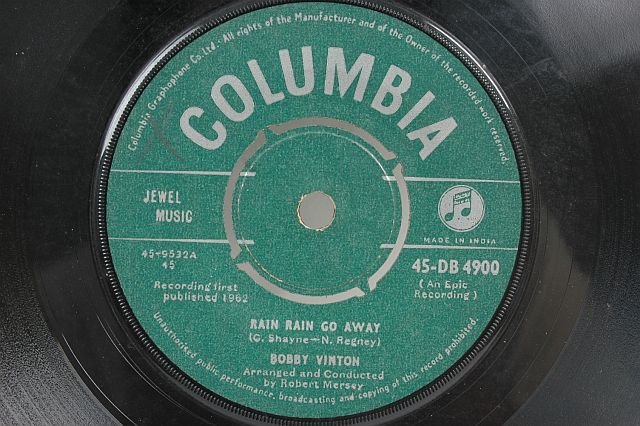 Columbia Graphophone Co. Ltd · All rights of the Manufacturer and of the Owner of the recorded work reserved.
COLUMBIA
JEWEL
MUSIC
MADE IN INDIA
45-9532A
45
45-DB 4900
(An Epic
Recording)
Recording first
published 1962
RAIN RAIN GO AWAY
(C. Shayne—N. Regney)
BOBBY VINTON
Arranged and Conducted
by Robert Mersey
Unauthorised public performance, broadcasting and copying of this record prohibited.